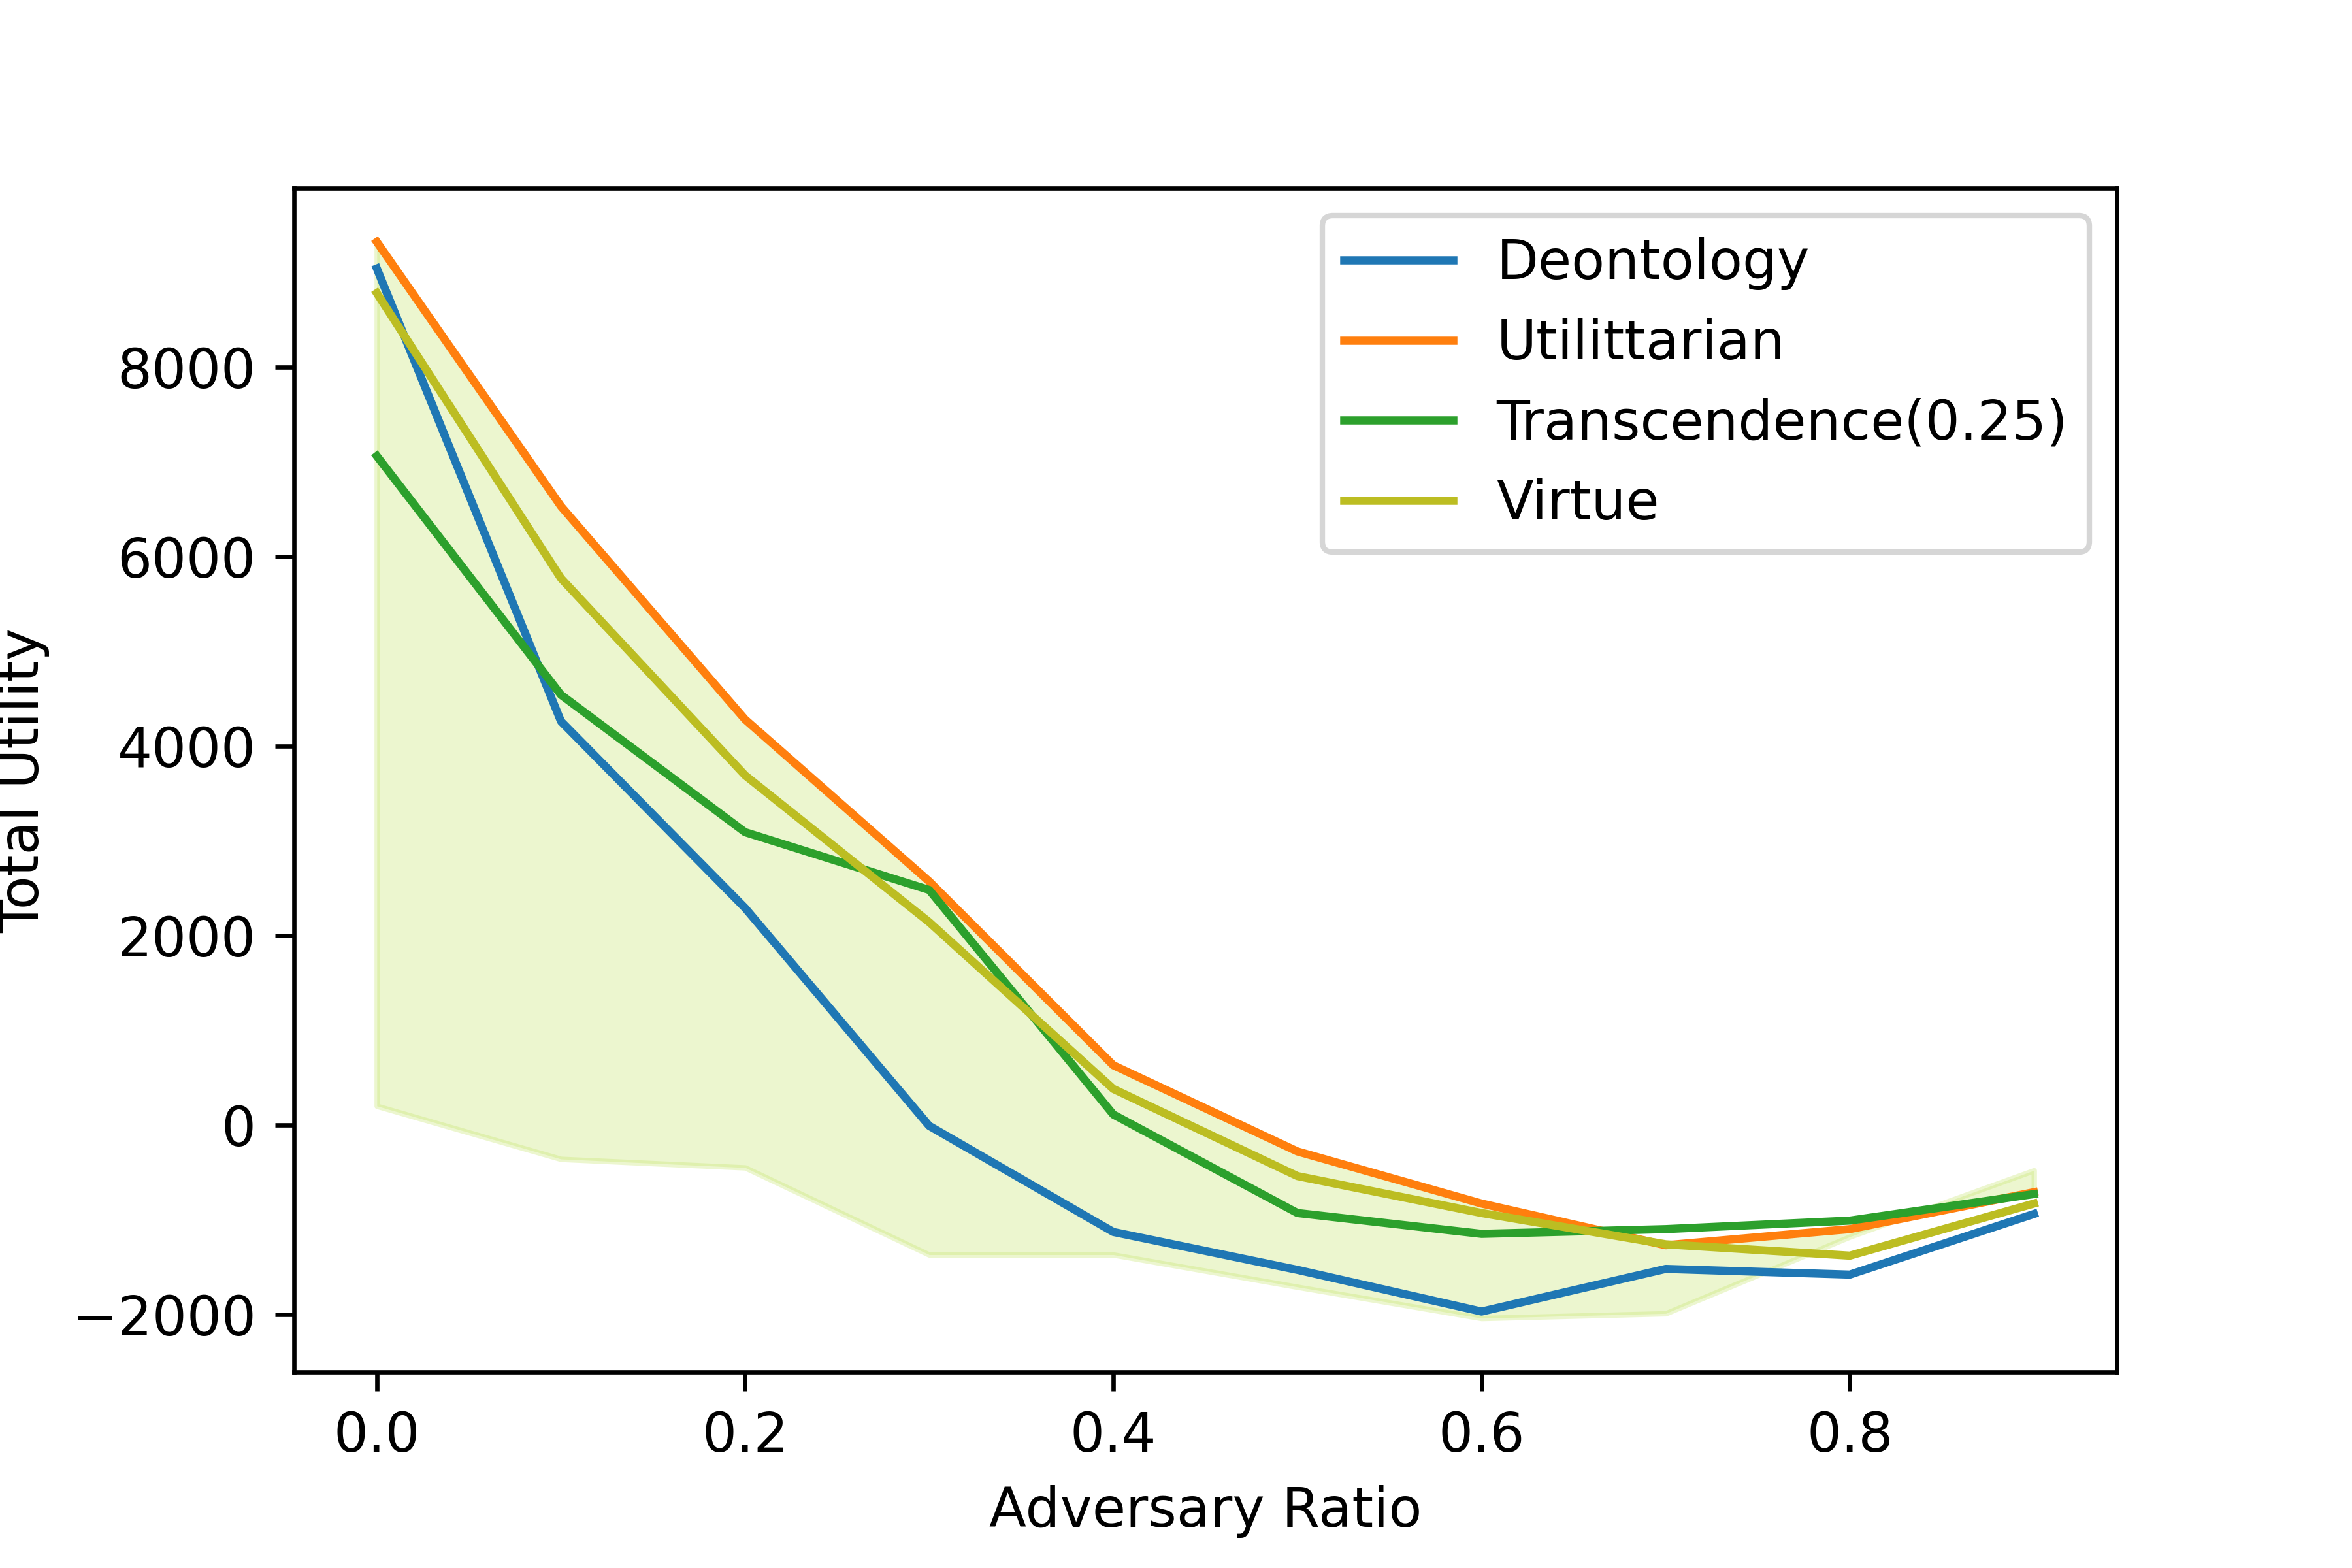 Deontology
Utilittarian
Transcendence(0.25)
Virtue
8000
6000
4000
2000
0
−2000
Total Utility
0.0 0.2 0.4 0.6 0.8
Adversary Ratio